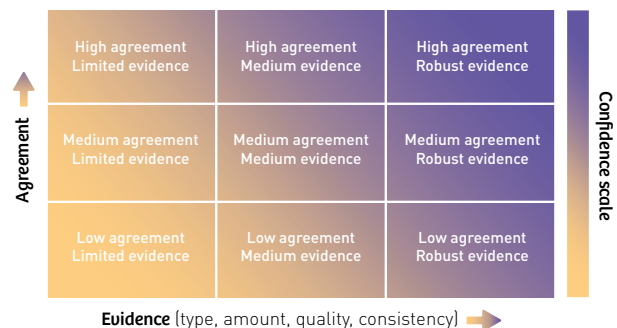 High agreement
Limited evidence
High agreement
Medium evidence
High agreement
Robust evidence
Medium agreement
Limited evidence
Medium agreement
Medium evidence
Medium agreement
Robust evidence
Low agreement
Limited evidence
Low agreement
Medium evidence
Low agreement
Robust evidence
Agreement
Evidence (type, amount, quality, consistency)
Confidence scale